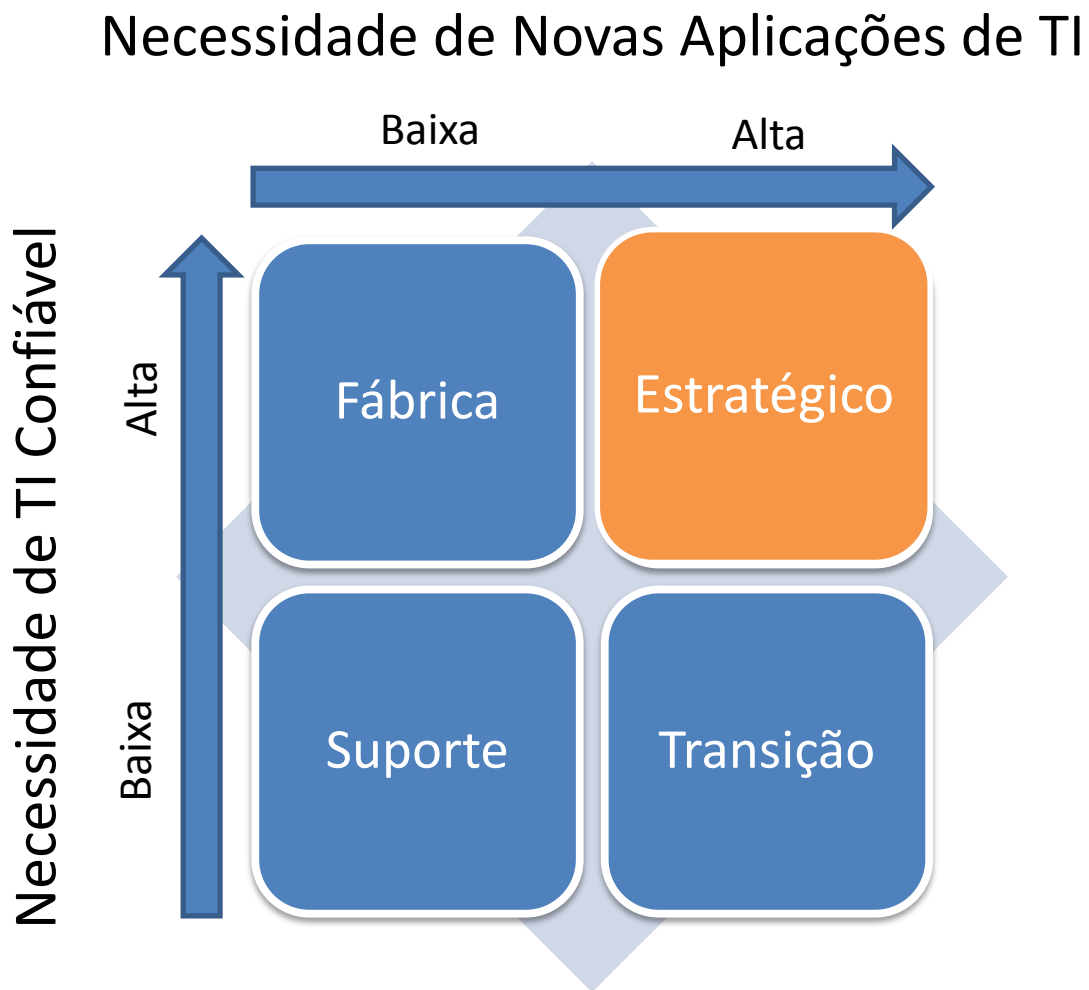 Necessidade de Novas Aplicações de TI
Baixa
Alta
Necessidade de TI Confiável
Alta
Baixa
Fábrica
Estratégico
Suporte
Transição